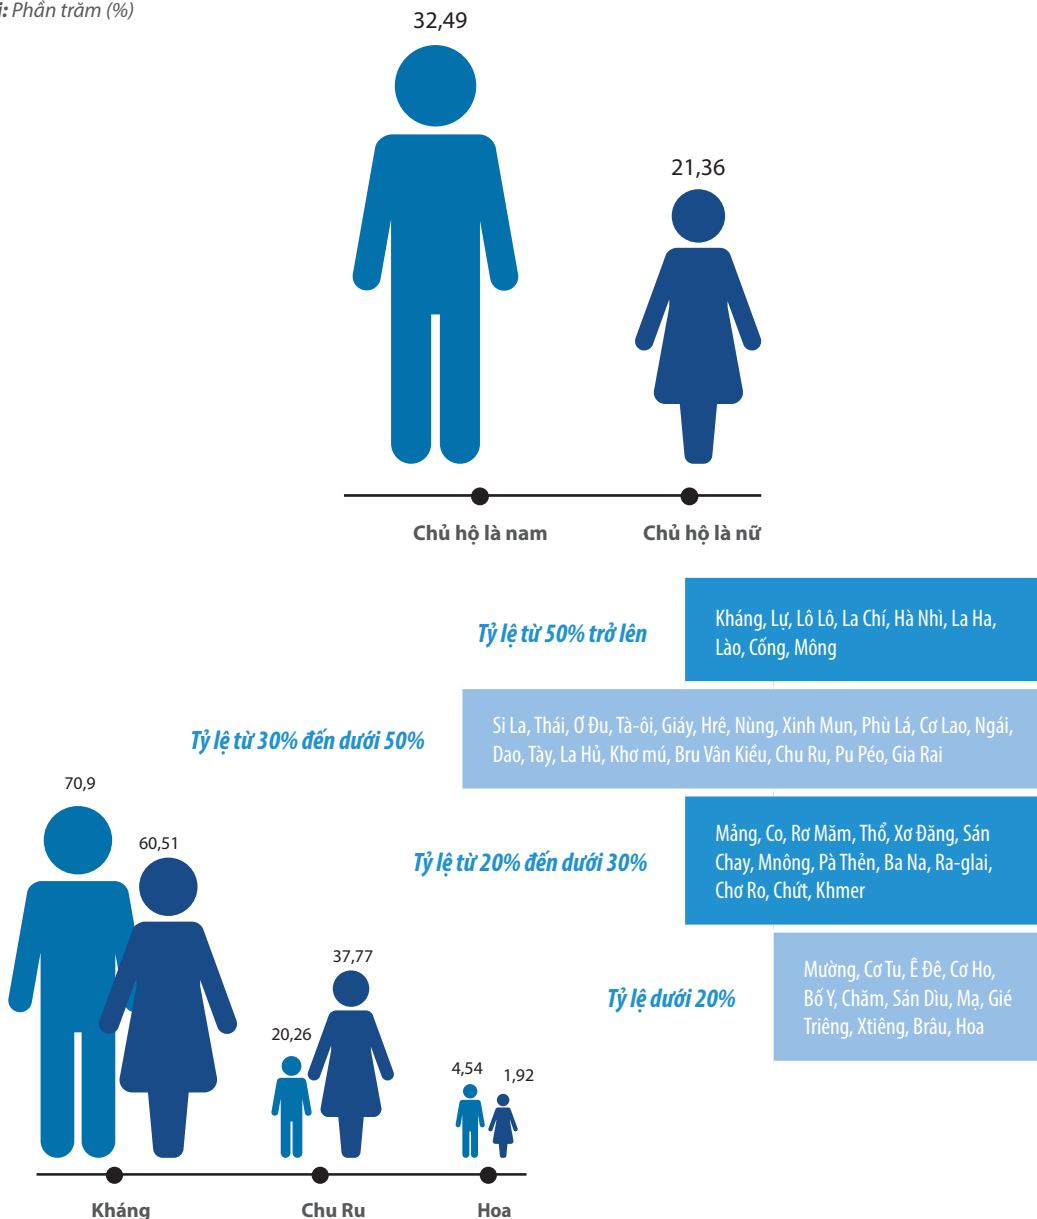 i: Phần trăm (%)
32,49
21,36
Chủ hộ là nam
Chủ hộ là nữ
Tỷ lệ từ 50% trở lên
Kháng, Lự, Lô Lô, La Chí, Hà Nhì, La Ha,
Lào, Cống, Mông
Tỷ lệ từ 30% đến dưới 50%
Si La, Thái, Ơ Đu, Tà-ôi, Giáy, Hrê, Nùng, Xinh Mun, Phù Lá, Cơ Lao, Ngái,
Dao, Tày, La Hủ, Khơ mú, Bru Vân Kiều, Chu Ru, Pu Péo, Gia Rai
Tỷ lệ từ 20% đến dưới 30%
Mảng, Co, Rơ Măm, Thổ, Xơ Đăng, Sán
Chay, Mnông, Pà Thẻn, Ba Na, Ra-glai,
Chơ Ro, Chứt, Khmer
Tỷ lệ dưới 20%
Mường, Cơ Tu, Ê Đê, Cơ Ho,
Bố Y, Chăm, Sán Dìu, Mạ, Gié
Triêng, Xtiêng, Brâu, Hoa
70,9
60,51
20,26
37,77
4,54
1,92
Kháng
Chu Ru
Hoa